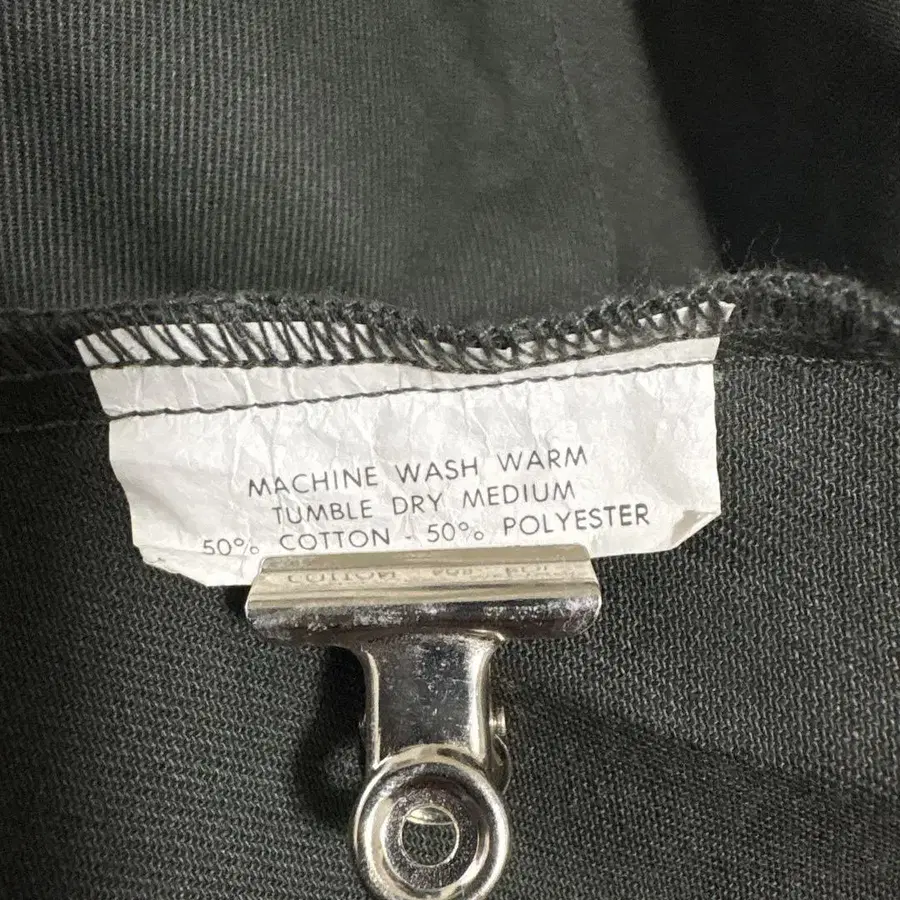 MACHINE WASH WARM
TUMBLE DRY MEDIUM
50% COTTON - 50% POLYESTER